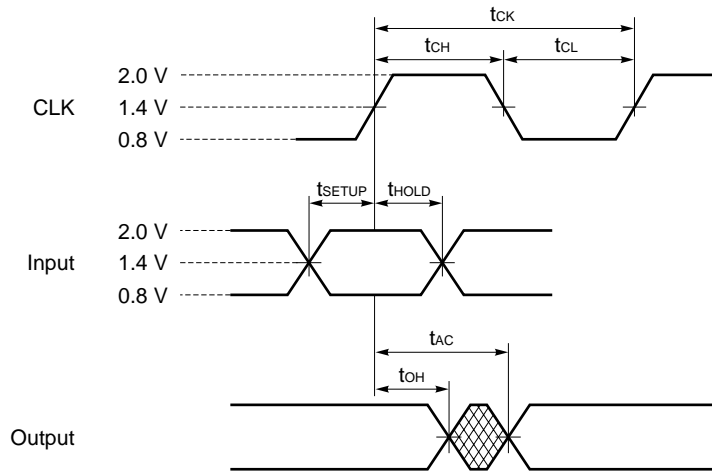 tCK
tCH tCL
2.0 V
CLK 1.4 V
0.8 V
tSETUP tHOLD
2.0 V
Input 1.4 V
0.8 V
tAC
tOH
Output